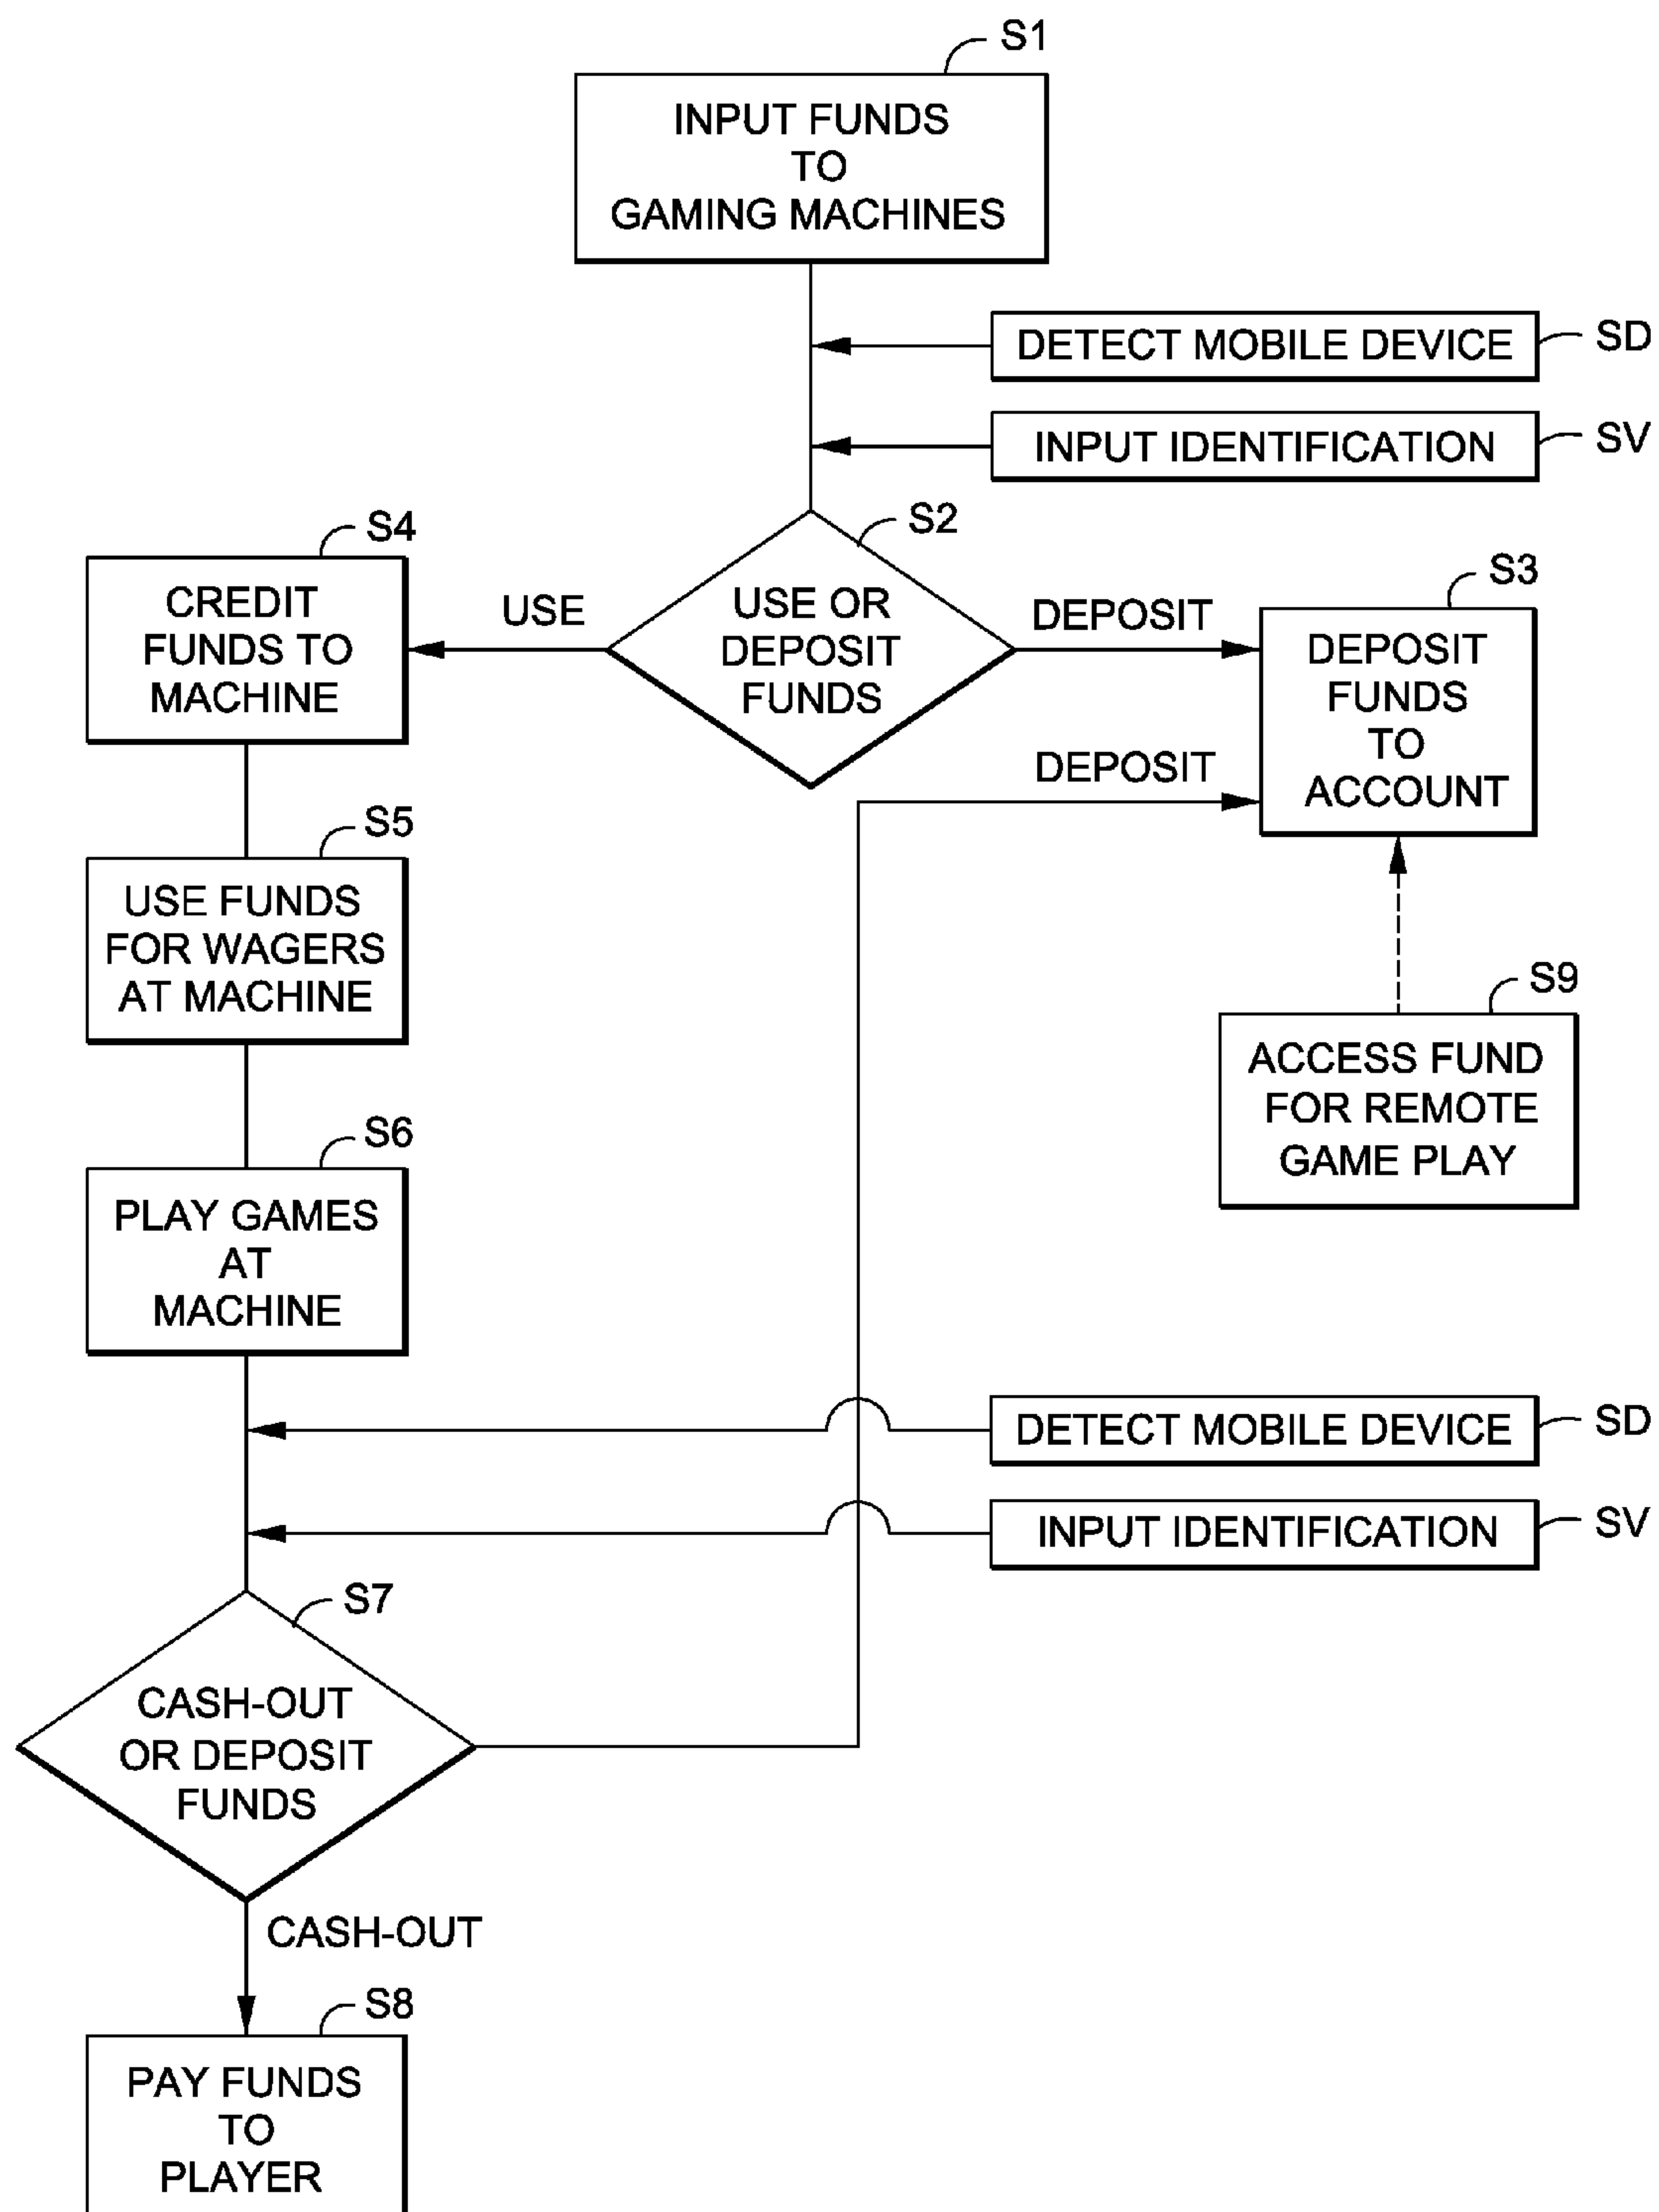 S1
INPUT FUNDS
TO
GAMING MACHINES
DETECT MOBILE DEVICE
SD
INPUT IDENTIFICATION
SV
S2
USE OR
DEPOSIT
FUNDS
USE
DEPOSIT
S4
CREDIT
FUNDS TO
MACHINE
S3
DEPOSIT
FUNDS
TO
ACCOUNT
DEPOSIT
S5
USE FUNDS
FOR WAGERS
AT MACHINE
S9
ACCESS FUND
FOR REMOTE
GAME PLAY
S6
PLAY GAMES
AT
MACHINE
DETECT MOBILE DEVICE
SD
INPUT IDENTIFICATION
SV
S7
CASH-OUT
OR DEPOSIT
FUNDS
CASH-OUT
S8
PAY FUNDS
TO
PLAYER